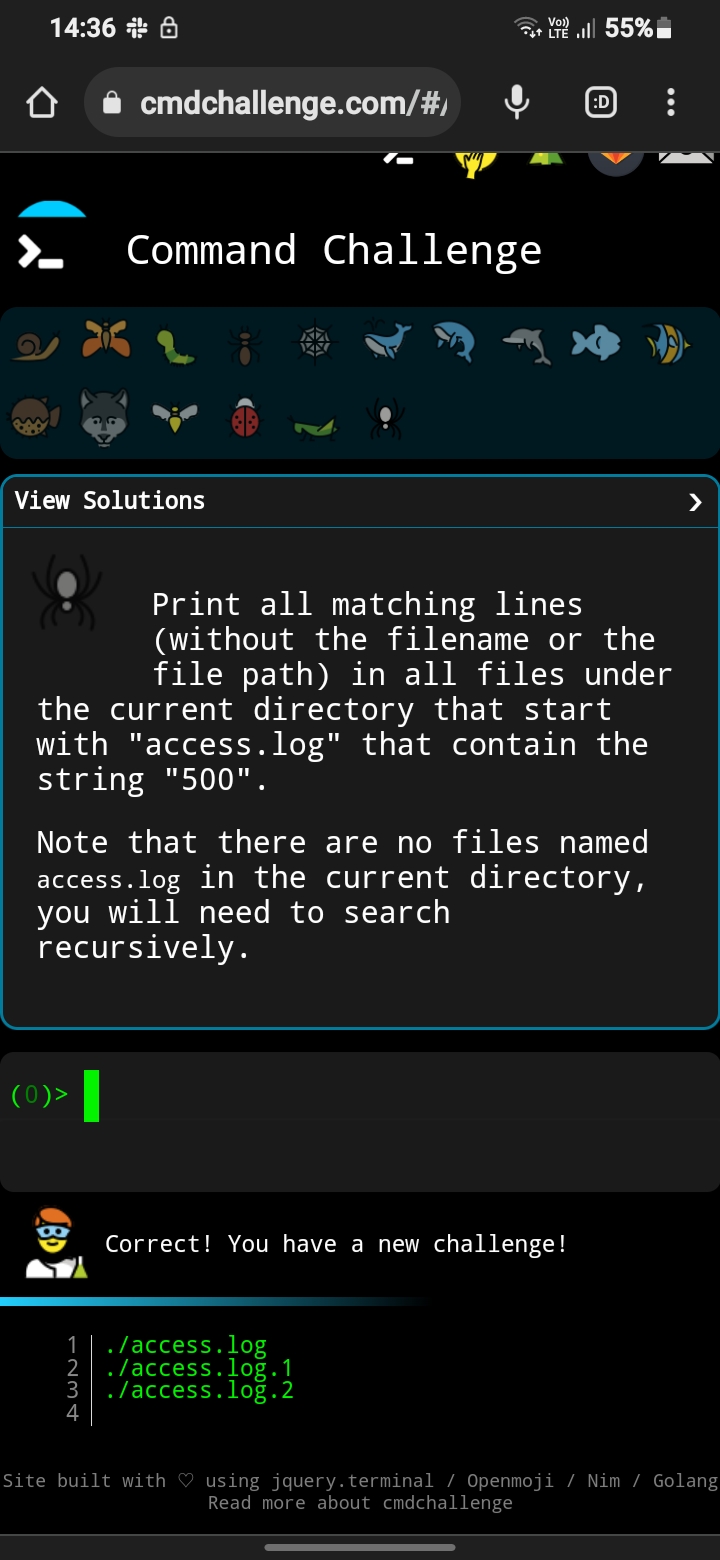 14:36
Vo)) LTE 55%
cmdchallenge.com/#/
:D
Command Challenge
View Solutions
Print all matching lines
(without the filename or the
file path) in all files under
the current directory that start
with "access.log" that contain the
string "500".
Note that there are no files named
access.log in the current directory,
you will need to search
recursively.
(0)>
Correct! You have a new challenge!
1 ./access.log
2 ./access.log.1
3 ./access.log.2
4
Site built with ♡ using jquery.terminal / Openmoji / Nim / Golang
Read more about cmdchallenge